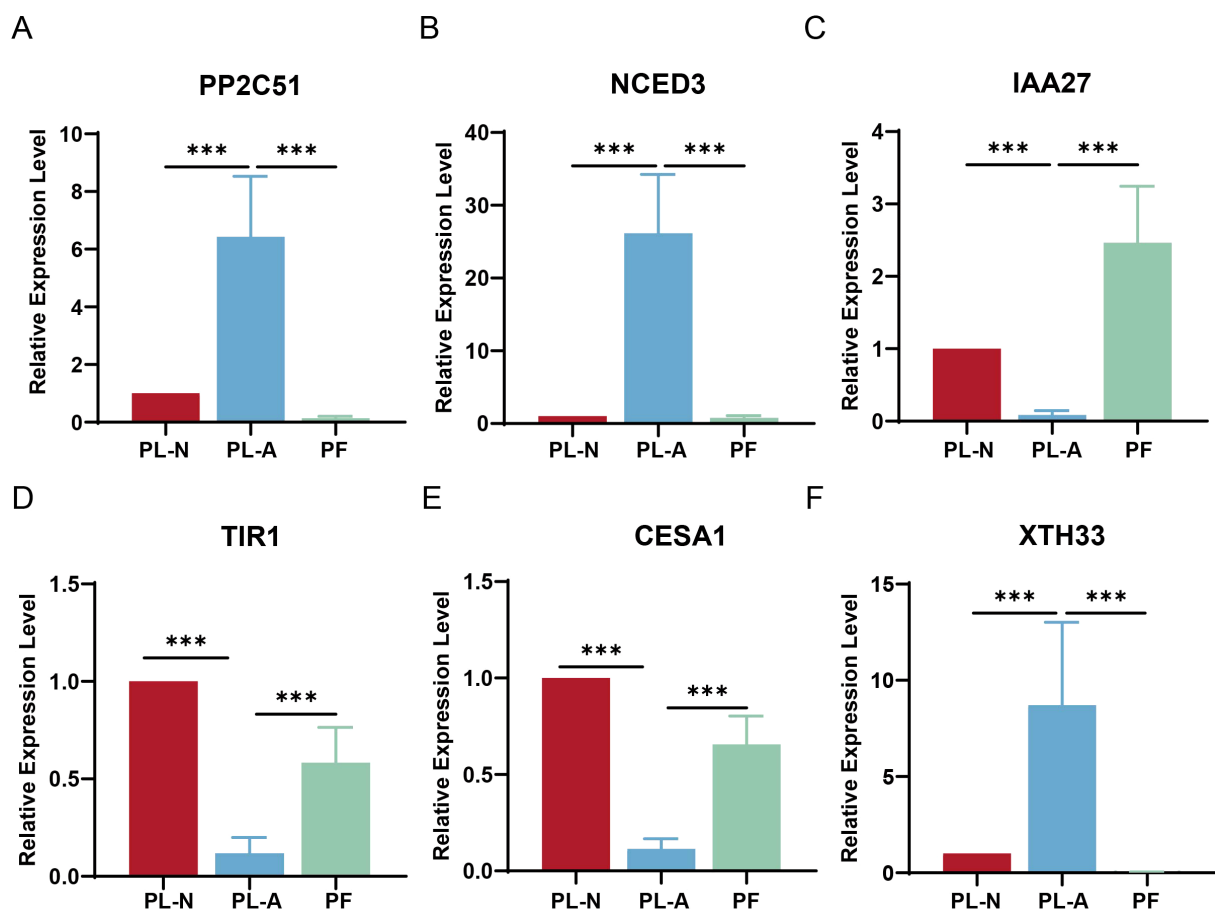 A
B
C
PP2C51
NCED3
IAA27
Relative Expression Level
10
8
6
4
2
0
***
***
PL-N
PL-A
PF
Relative Expression Level
40
30
20
10
0
***
***
PL-N
PL-A
PF
Relative Expression Level
4
3
2
1
0
***
***
PL-N
PL-A
PF
D
E
F
TIR1
CESA1
XTH33
Relative Expression Level
1.5
1.0
0.5
0.0
***
***
PL-N
PL-A
PF
Relative Expression Level
1.5
1.0
0.5
0.0
***
***
PL-N
PL-A
PF
Relative Expression Level
15
10
5
0
***
***
PL-N
PL-A
PF